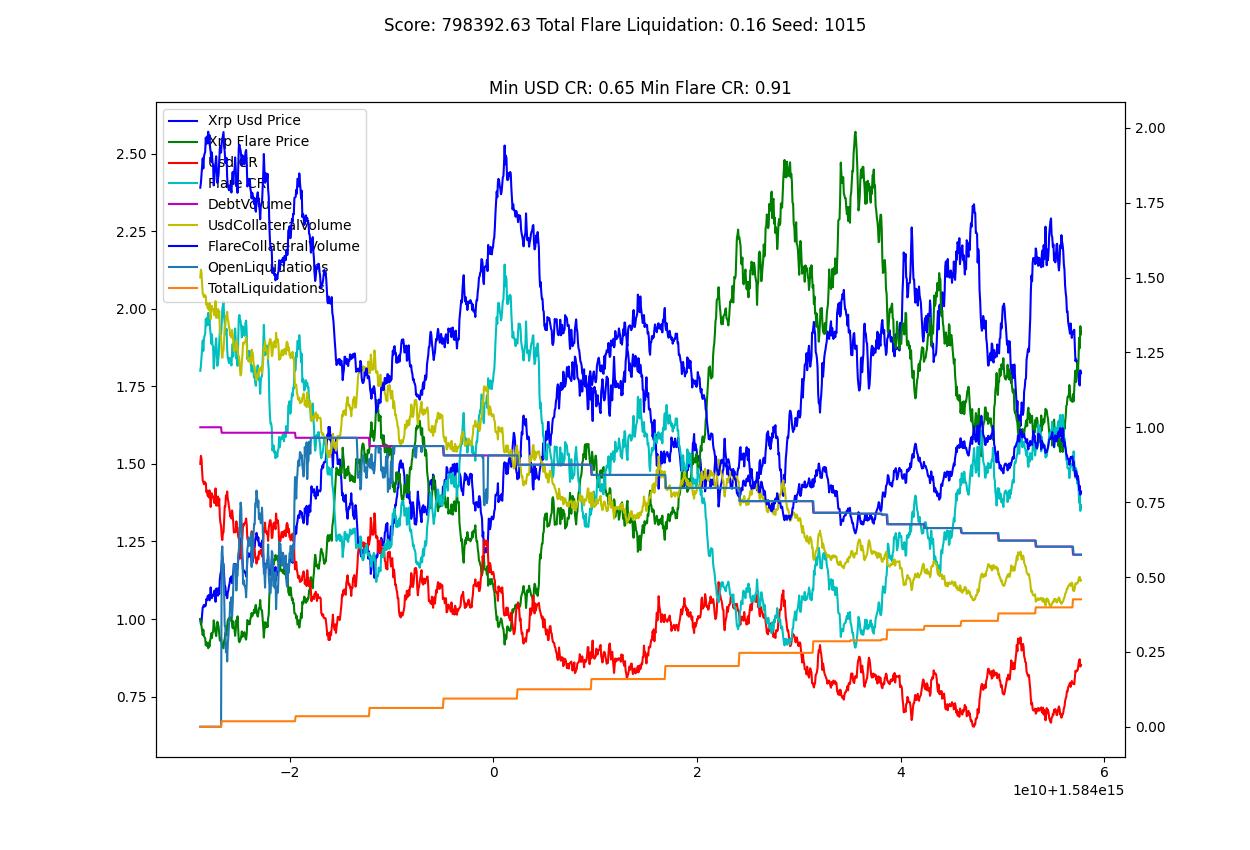 Score: 798392.63 Total Flare Liquidation: 0.16 Seed: 1015
Min USD CR: 0.65 Min Flare CR: 0.91
Xrp Usd Price
Xrp Flare Price
Usd CR
Flare CR
DebtVolume
UsdCollateralVolume
FlareCollateralVolume
OpenLiquidations
TotalLiquidations
2.50
2.25
2.00
1.75
1.50
1.25
1.00
0.75
2.00
1.75
1.50
1.25
1.00
0.75
0.50
0.25
0.00
−2
0
2
4
6
1e10+1.584e15